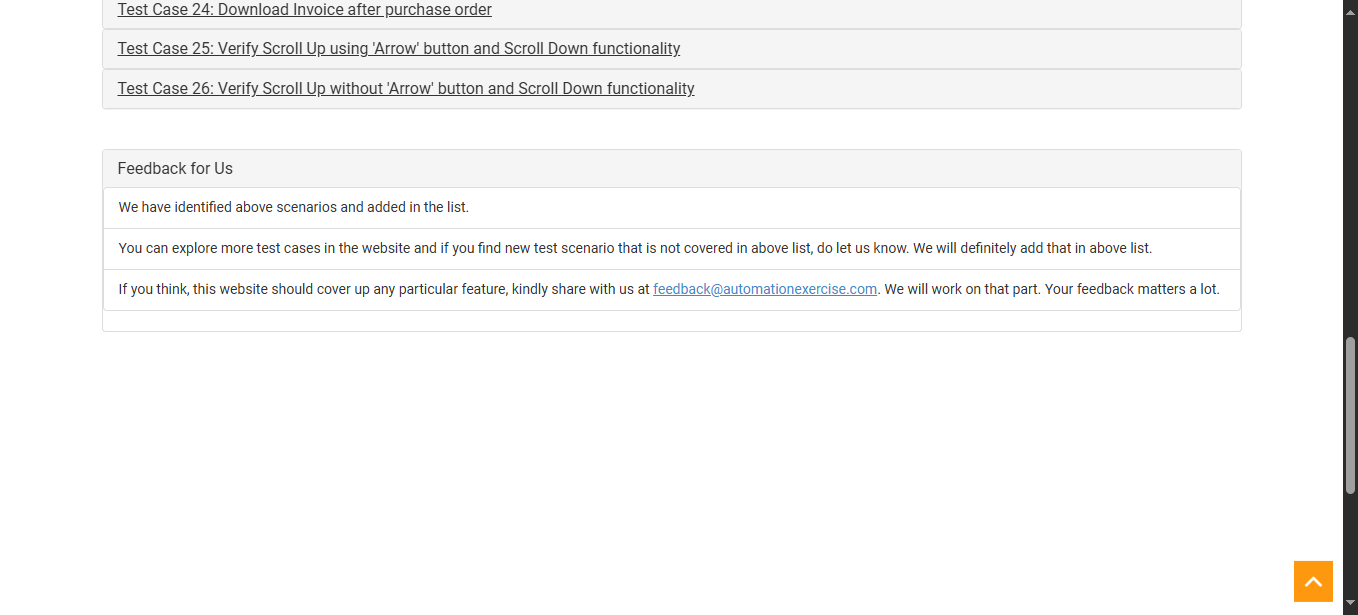 Test Case 24: Download Invoice after purchase order
Test Case 25: Verify Scroll Up using 'Arrow' button and Scroll Down functionality
Test Case 26: Verify Scroll Up without 'Arrow' button and Scroll Down functionality
Feedback for Us
We have identified above scenarios and added in the list.
You can explore more test cases in the website and if you find new test scenario that is not covered in above list, do let us know. We will definitely add that in above list.
If you think, this website should cover up any particular feature, kindly share with us at feedback@automationexercise.com. We will work on that part. Your feedback matters a lot.